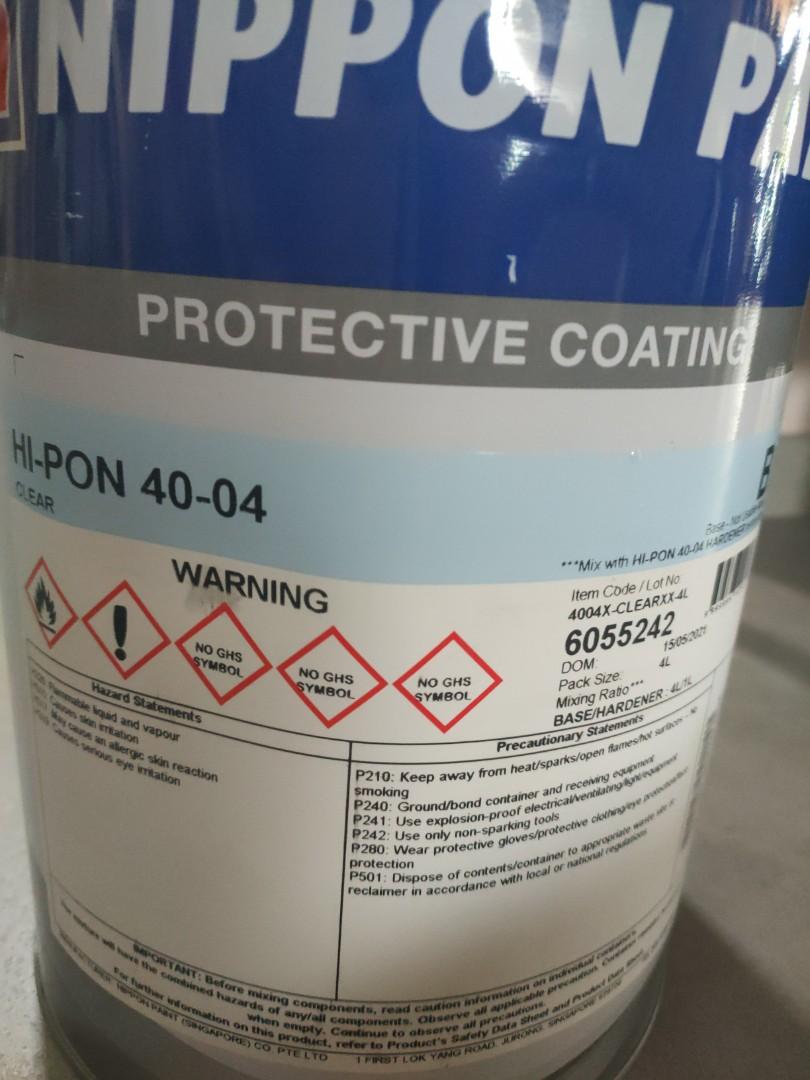 NIPPON
PROTECTIVE COATING
HI-PON 40-04
CLEAR
***Mix with HI-PON 40-04 HARDENER
WARNING
NO GHS
SYMBOL
NO GHS
SYMBOL
NO GHS
SYMBOL
Item Code / Lot No
4004X-CLEARXX-4L
6055242
DOM: 15/05/2021
Pack Size: 4L
Mixing Ratio***
BASE/HARDENER : 4L/1L
Hazard Statements
Flammable liquid and vapour
Causes skin irritation
May cause an allergic skin reaction
Causes serious eye irritation
Precautionary Statements
P210: Keep away from heat/sparks/open flames/hot surfaces - No
smoking
P240: Ground/bond container and receiving equipment
P241: Use explosion-proof electrical/ventilating/light/equipment
P242: Use only non-sparking tools
P280: Wear protective gloves/protective clothing/eye protection/face
protection
P501: Dispose of contents/container to appropriate waste site or
reclaimer in accordance with local or national regulations
IMPORTANT: Before mixing components, read caution information on individual containers.
The mixture will have the combined hazards of any/all components. Observe all applicable precaution.
when empty. Continue to observe all precautions.
For further information on this product, refer to Product's Safety Data Sheet and Product Data Sheet
MANUFACTURER: NIPPON PAINT (SINGAPORE) CO. PTE LTD 1 FIRST LOK YANG ROAD, JURONG, SINGAPORE